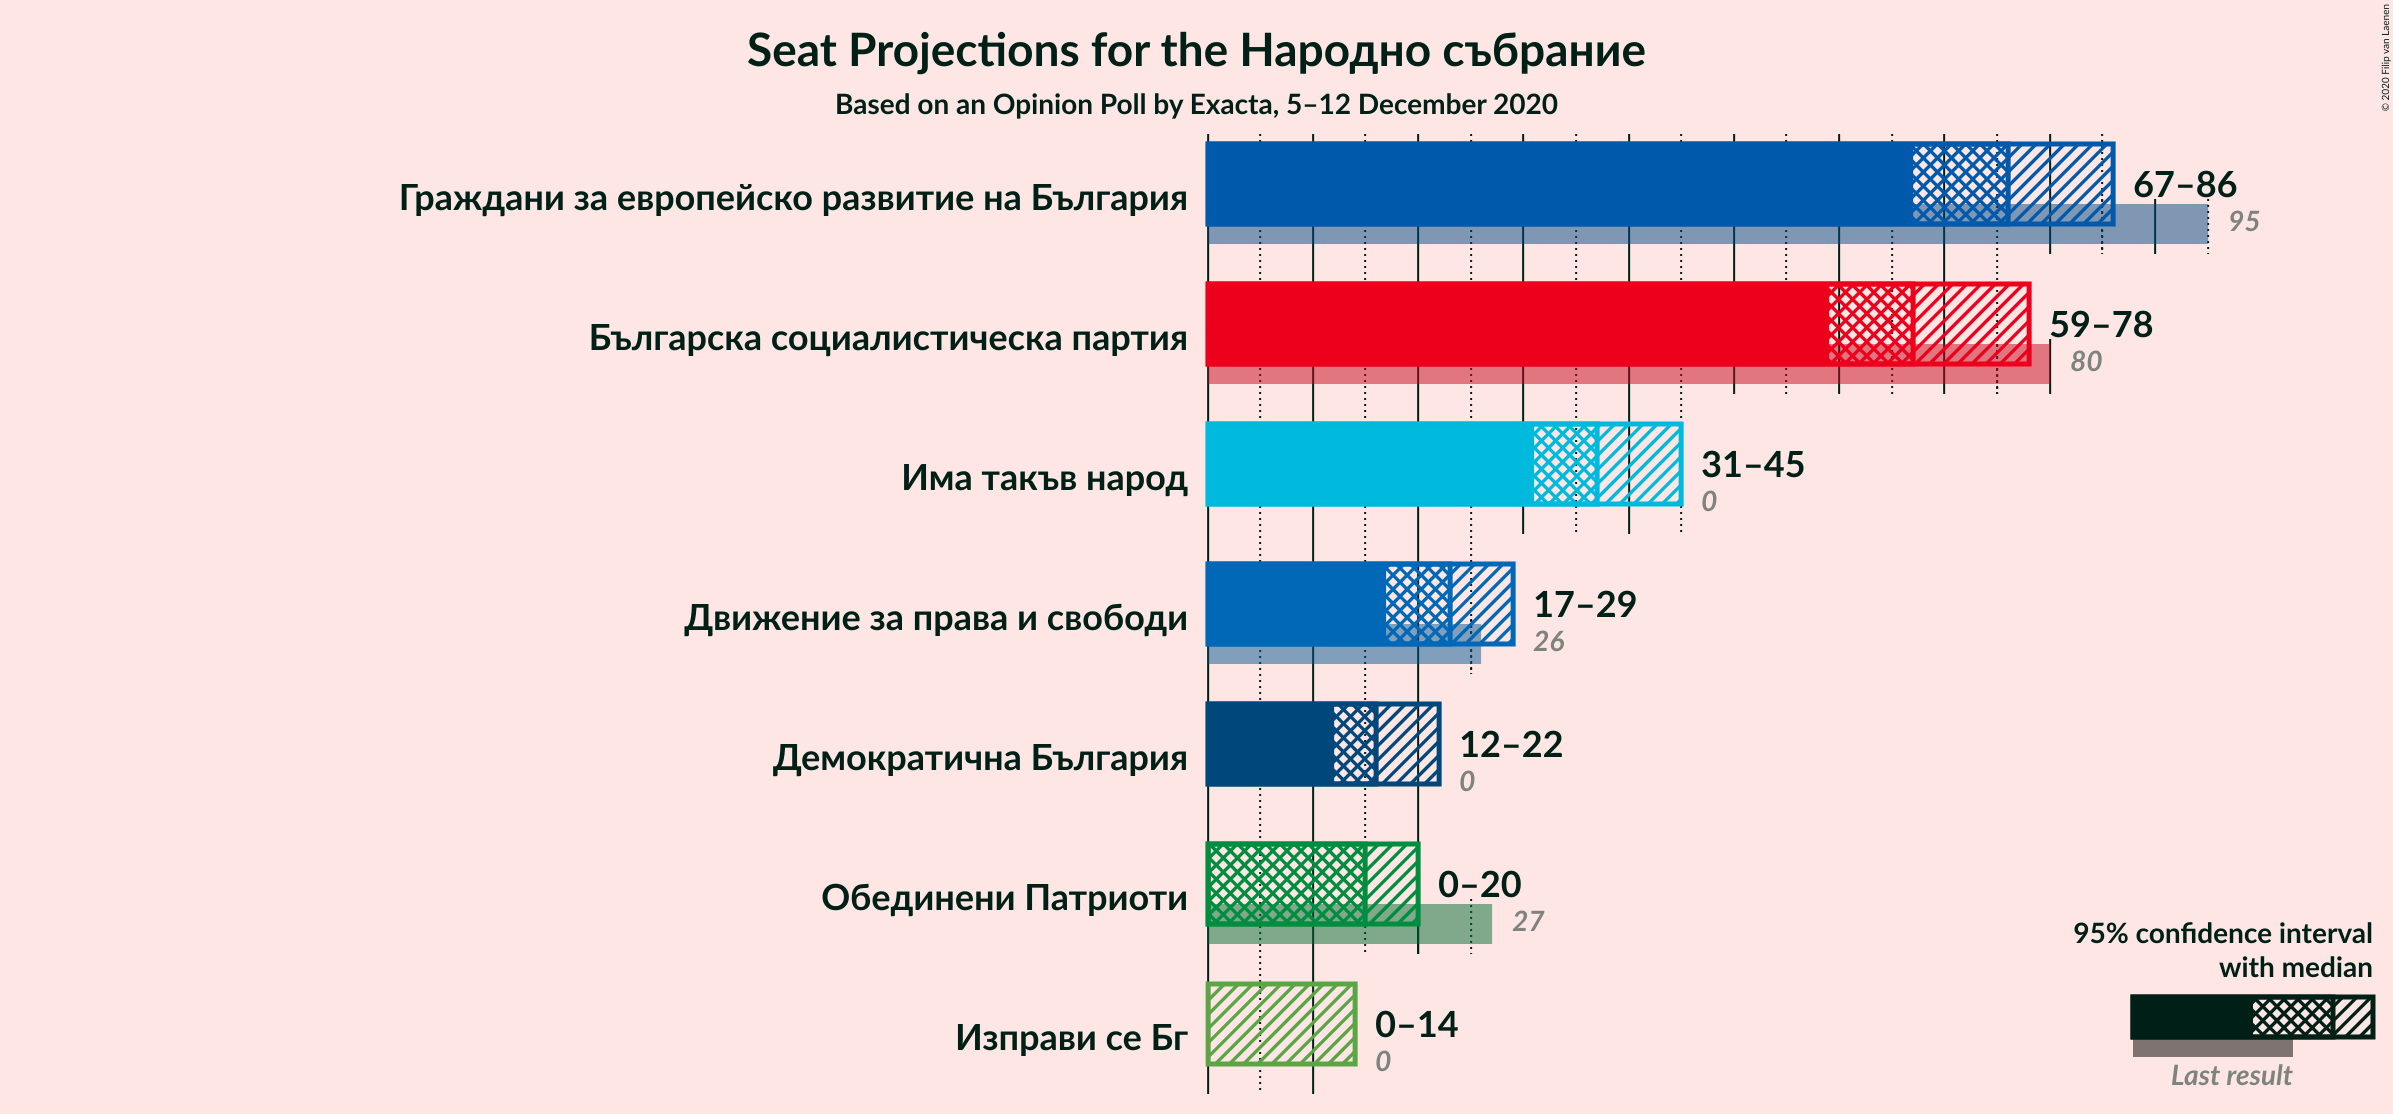 Seat Projections for the Народно събрание
Based on an Opinion Poll by Exacta, 5–12 December 2020
© 2020 Filip van Laenen
Граждани за европейско развитие на България
67–86
95
Българска социалистическа партия
59–78
80
Има такъв народ
31–45
0
Движение за права и свободи
17–29
26
Демократична България
12–22
0
Обединени Патриоти
0–20
27
Изправи се Бг
0–14
0
95% confidence interval
with median
Last result